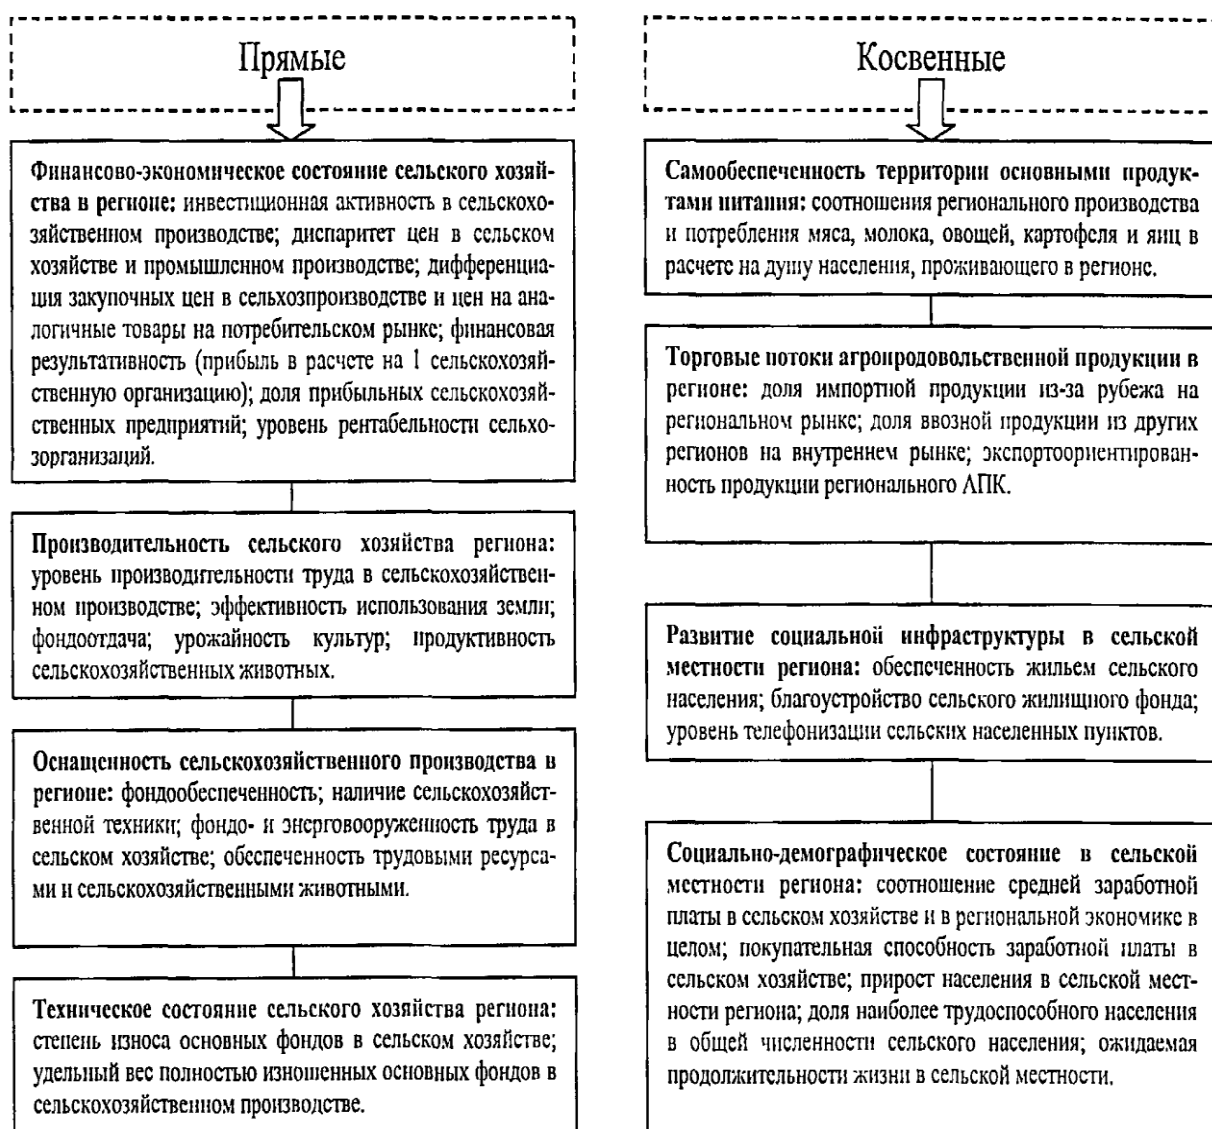 Прямые
Финансово-экономическое состояние сельского хозяй-
ства в регионе: инвестиционная активность в сельскохо-
зяйственном производстве; диспаритет цен в сельском
хозяйстве и промышленном производстве; дифференциа-
ция закупочных цен в сельхозпроизводстве и цен на ана-
логичные товары на потребительском рынке; финансовая
результативность (прибыль в расчете на 1 сельскохозяй-
ственную организацию); доля прибыльных сельскохозяй-
ственных предприятий; уровень рентабельности сельхо-
зорганизаций.
Производительность сельского хозяйства региона:
уровень производительности труда в сельскохозяйствен-
ном производстве; эффективность использования земли;
фондоотдача; урожайность культур; продуктивность
сельскохозяйственных животных.
Оснащенность сельскохозяйственного производства в
регионе: фондообеспеченность; наличие сельскохозяйст-
венной техники; фондо- и энерговооруженность труда в
сельском хозяйстве; обеспеченность трудовыми ресурса-
ми и сельскохозяйственными животными.
Техническое состояние сельского хозяйства региона:
степень износа основных фондов в сельском хозяйстве;
удельный вес полностью изношенных основных фондов в
сельскохозяйственном производстве.
Косвенные
Самообеспеченность территории основными продук-
тами питания: соотношения регионального производства
и потребления мяса, молока, овощей, картофеля и яиц в
расчете на душу населения, проживающего в регионе.
Торговые потоки агропродовольственной продукции в
регионе: доля импортной продукции из-за рубежа на
региональном рынке; доля ввозной продукции из других
регионов на внутреннем рынке; экспортоориентирован-
ность продукции регионального АПК.
Развитие социальной инфраструктуры в сельской
местности региона: обеспеченность жильем сельского
населения; благоустройство сельского жилищного фонда;
уровень телефонизации сельских населенных пунктов.
Социально-демографическое состояние в сельской
местности региона: соотношение средней заработной
платы в сельском хозяйстве и в региональной экономике в
целом; покупательная способность заработной платы в
сельском хозяйстве; прирост населения в сельской мест-
ности региона; доля наиболее трудоспособного населения
в общей численности сельского населения; ожидаемая
продолжительности жизни в сельской местности.